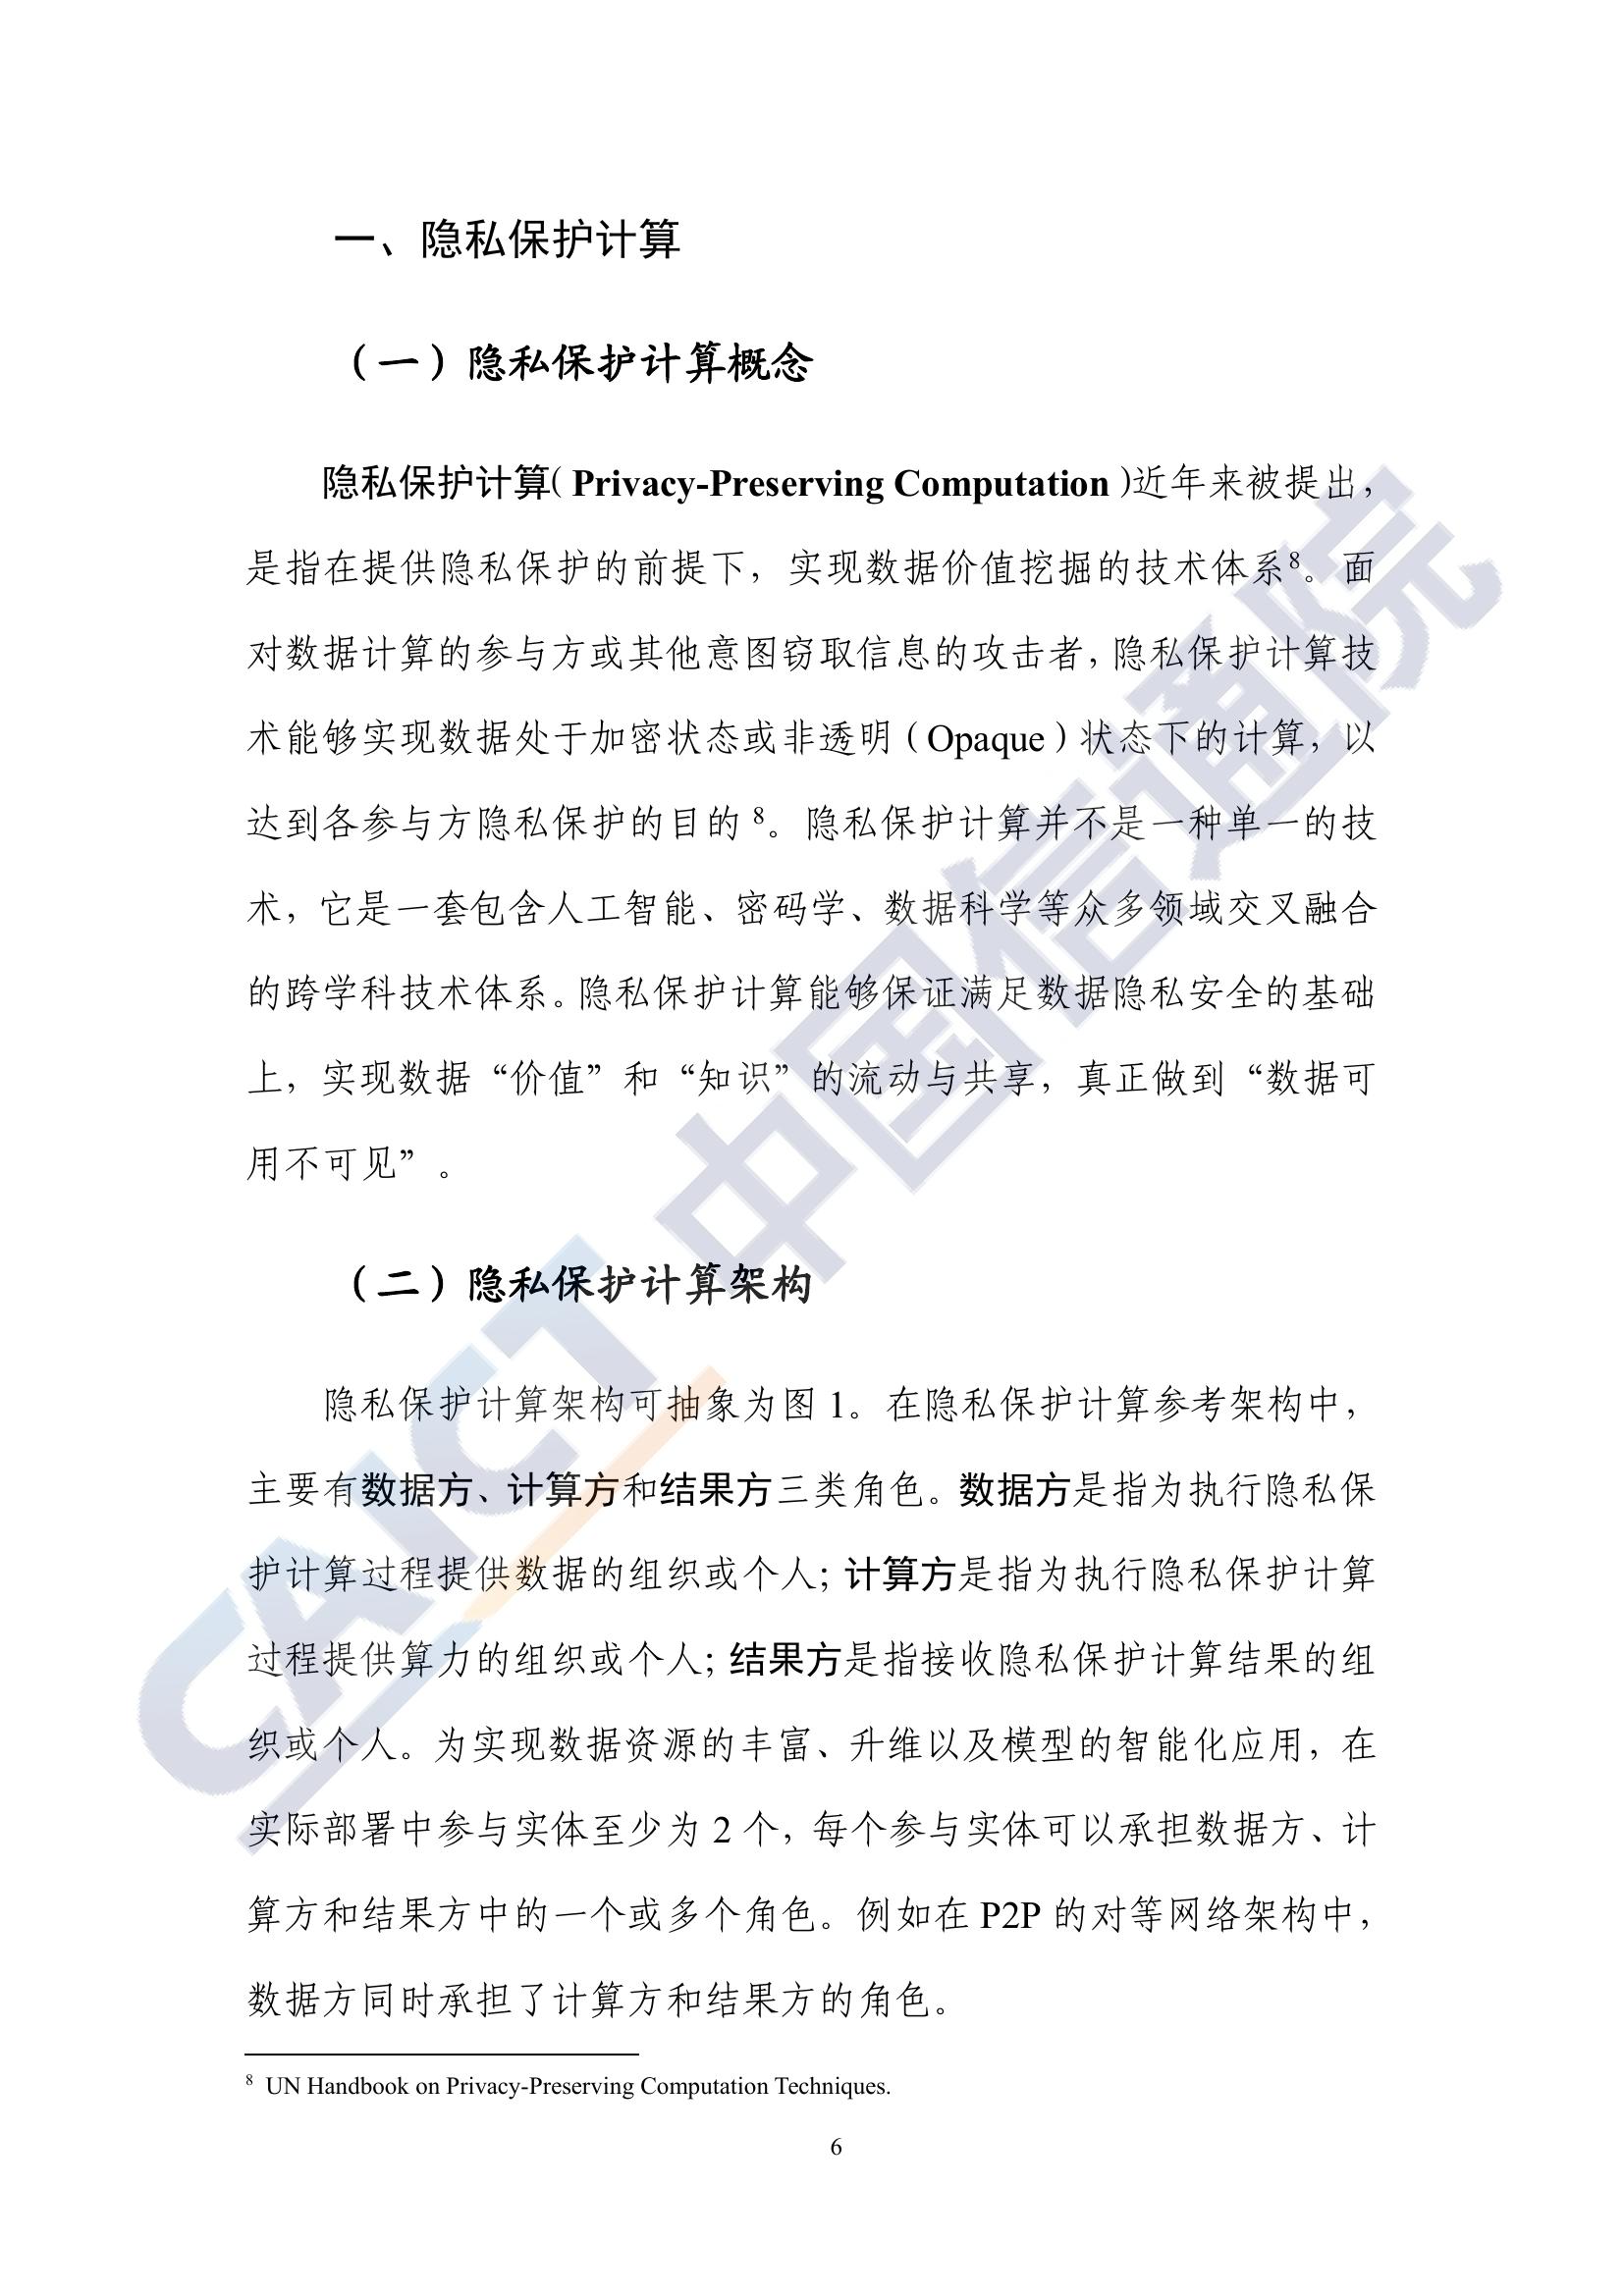 一、隐私保护计算
（一）隐私保护计算概念
隐私保护计算（Privacy-Preserving Computation）近年来被提出，
是指在提供隐私保护的前提下，实现数据价值挖掘的技术体系8。面
对数据计算的参与方或其他意图窃取信息的攻击者，隐私保护计算技
术能够实现数据处于加密状态或非透明（Opaque）状态下的计算，以
达到各参与方隐私保护的目的 8。隐私保护计算并不是一种单一的技
术，它是一套包含人工智能、密码学、数据科学等众多领域交叉融合
的跨学科技术体系。隐私保护计算能够保证满足数据隐私安全的基础
上，实现数据“价值”和“知识”的流动与共享，真正做到“数据可
用不可见”。
（二）隐私保护计算架构
隐私保护计算架构可抽象为图 1。在隐私保护计算参考架构中，
主要有数据方、计算方和结果方三类角色。数据方是指为执行隐私保
护计算过程提供数据的组织或个人；计算方是指为执行隐私保护计算
过程提供算力的组织或个人；结果方是指接收隐私保护计算结果的组
织或个人。为实现数据资源的丰富、升维以及模型的智能化应用，在
实际部署中参与实体至少为 2 个，每个参与实体可以承担数据方、计
算方和结果方中的一个或多个角色。例如在 P2P 的对等网络架构中，
数据方同时承担了计算方和结果方的角色。
8 UN Handbook on Privacy-Preserving Computation Techniques.
6
CAICT 中国信通院